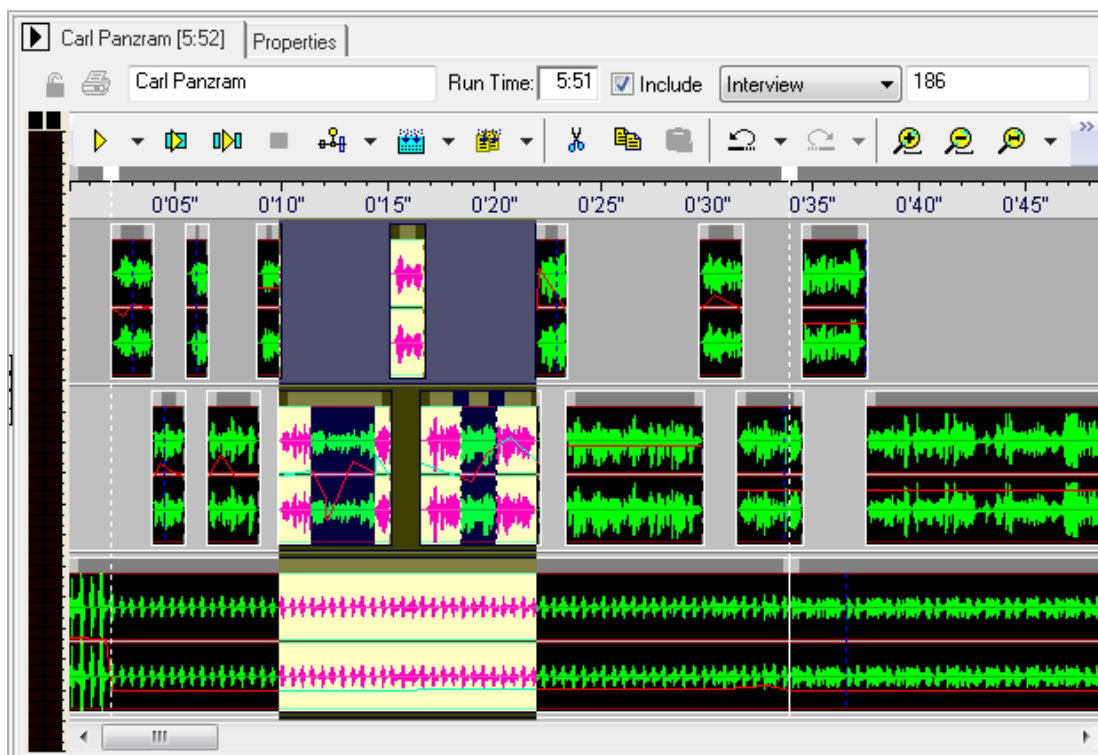 Carl Panzram [5:52] Properties
Carl Panzram Run Time: 5:51 Include Interview 186
0'05" 0'10" 0'15" 0'20" 0'25" 0'30" 0'35" 0'40" 0'45"